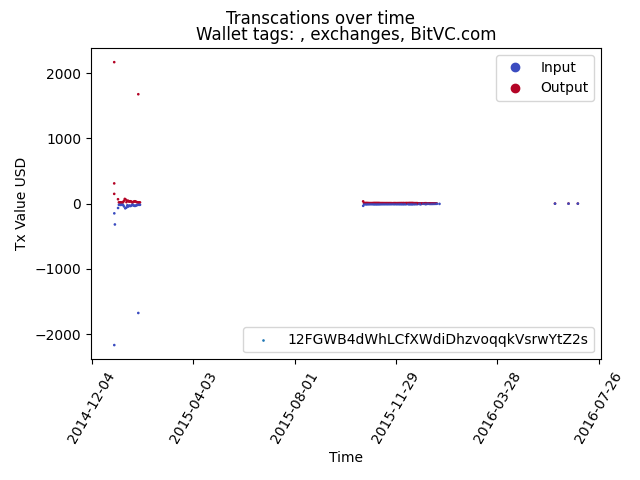 Transcations over time
Wallet tags: , exchanges, BitVC.com
Input
Output
Tx Value USD
2000
1000
0
−1000
−2000
12FGWB4dWhLCfXWdiDhzvoqqkVsrwYtZ2s
2014-12-04
2015-04-03
2015-08-01
2015-11-29
2016-03-28
2016-07-26
Time